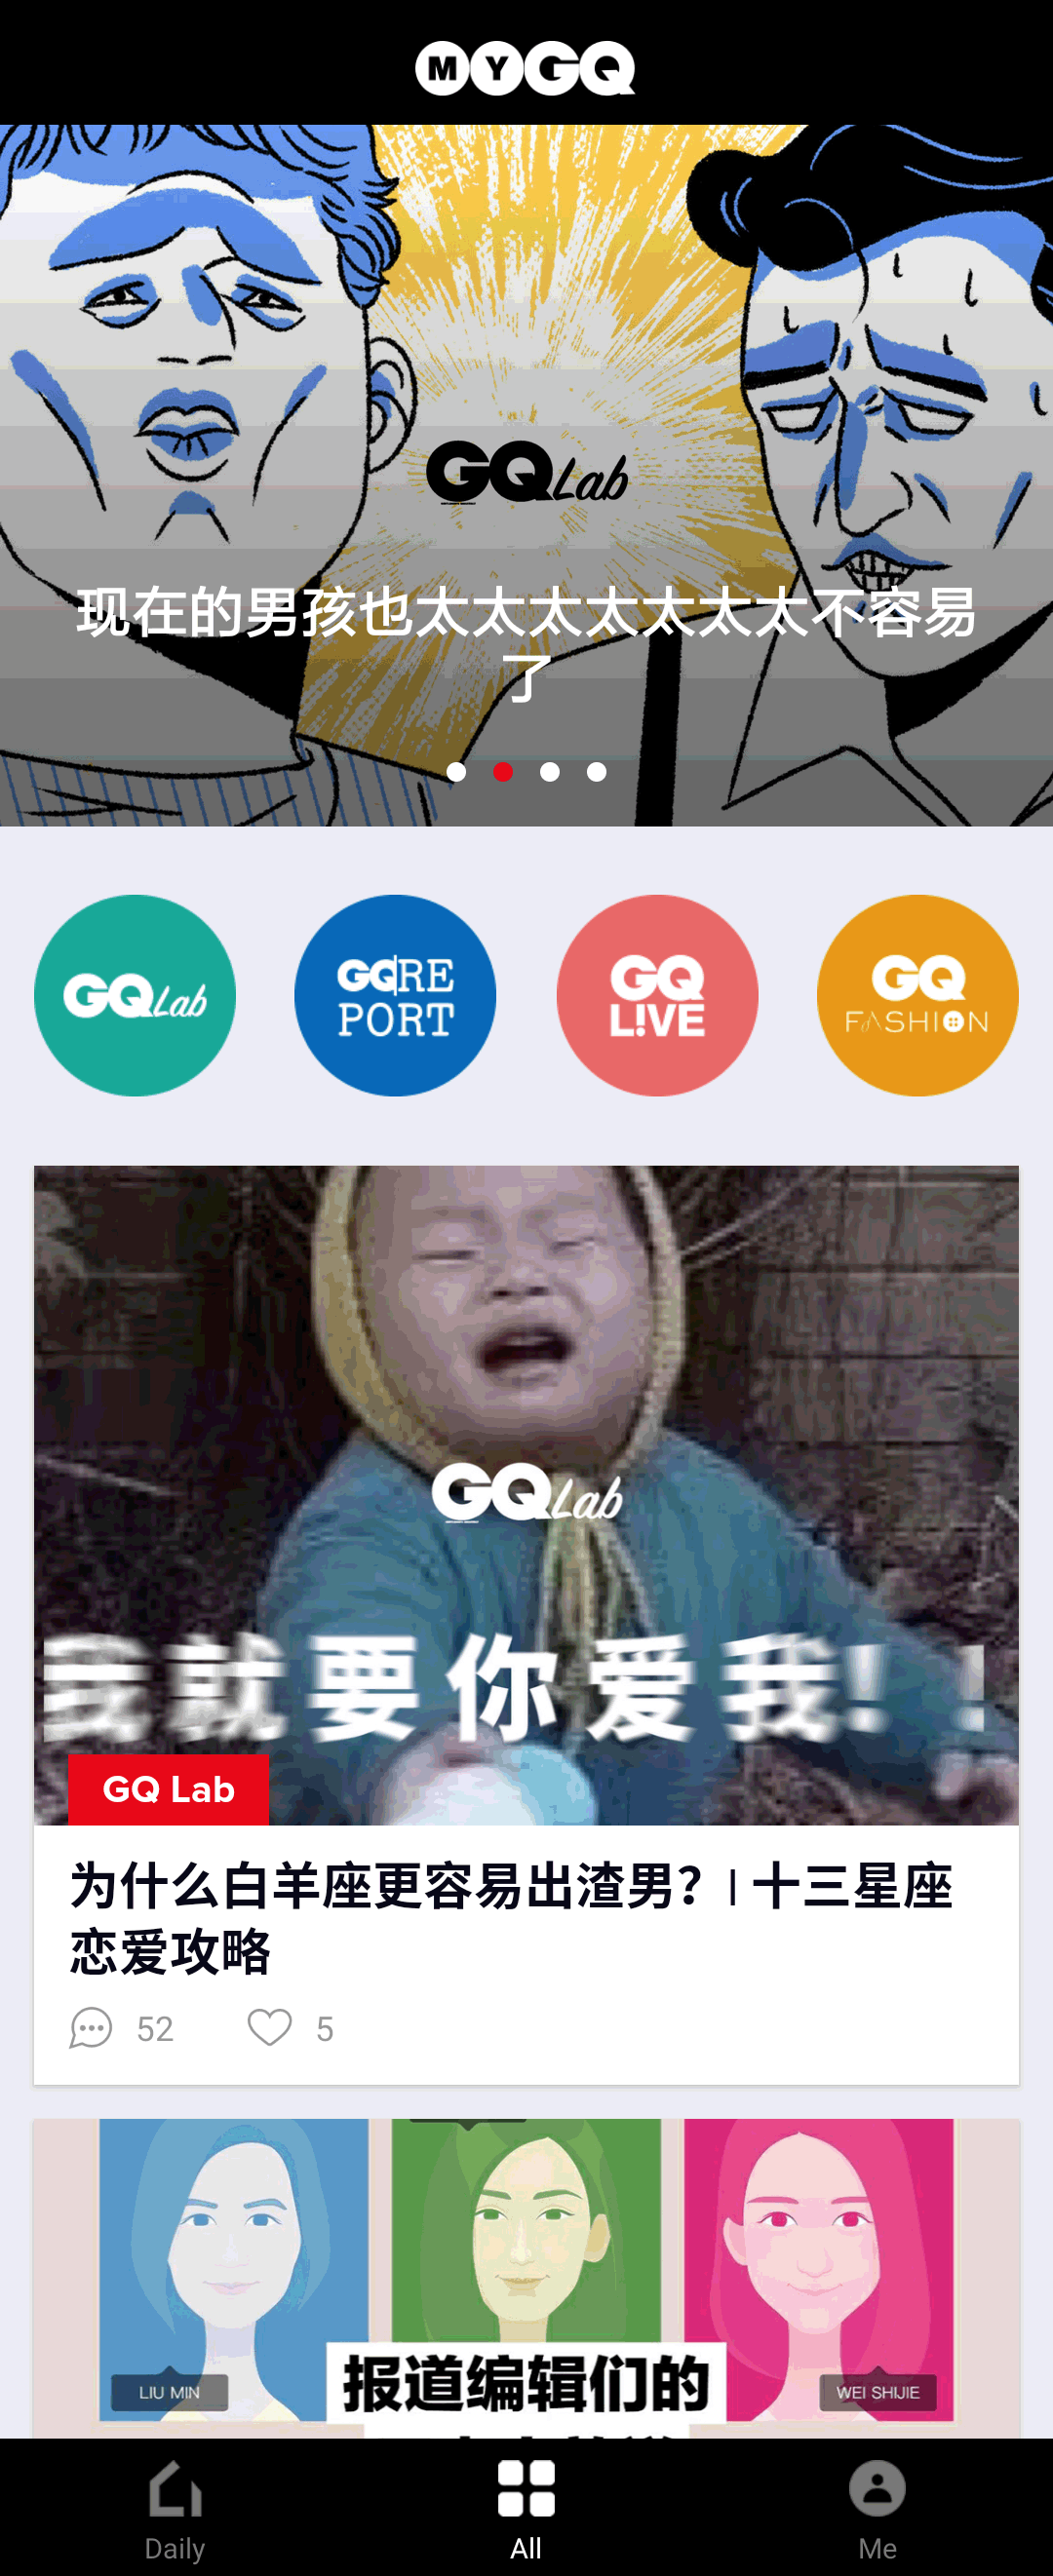 MYGQ
GQ Lab
现在的男孩也太太太太太太太不容易
了
GQ Lab
GQ REPORT
GQ LIVE
GQ FASHION
GQ Lab
我就要你爱我!!
GQ Lab
为什么白羊座更容易出渣男？| 十三星座
恋爱攻略
52 5
LIU MIN
报道编辑们的
WEI SHIJIE
Daily All Me